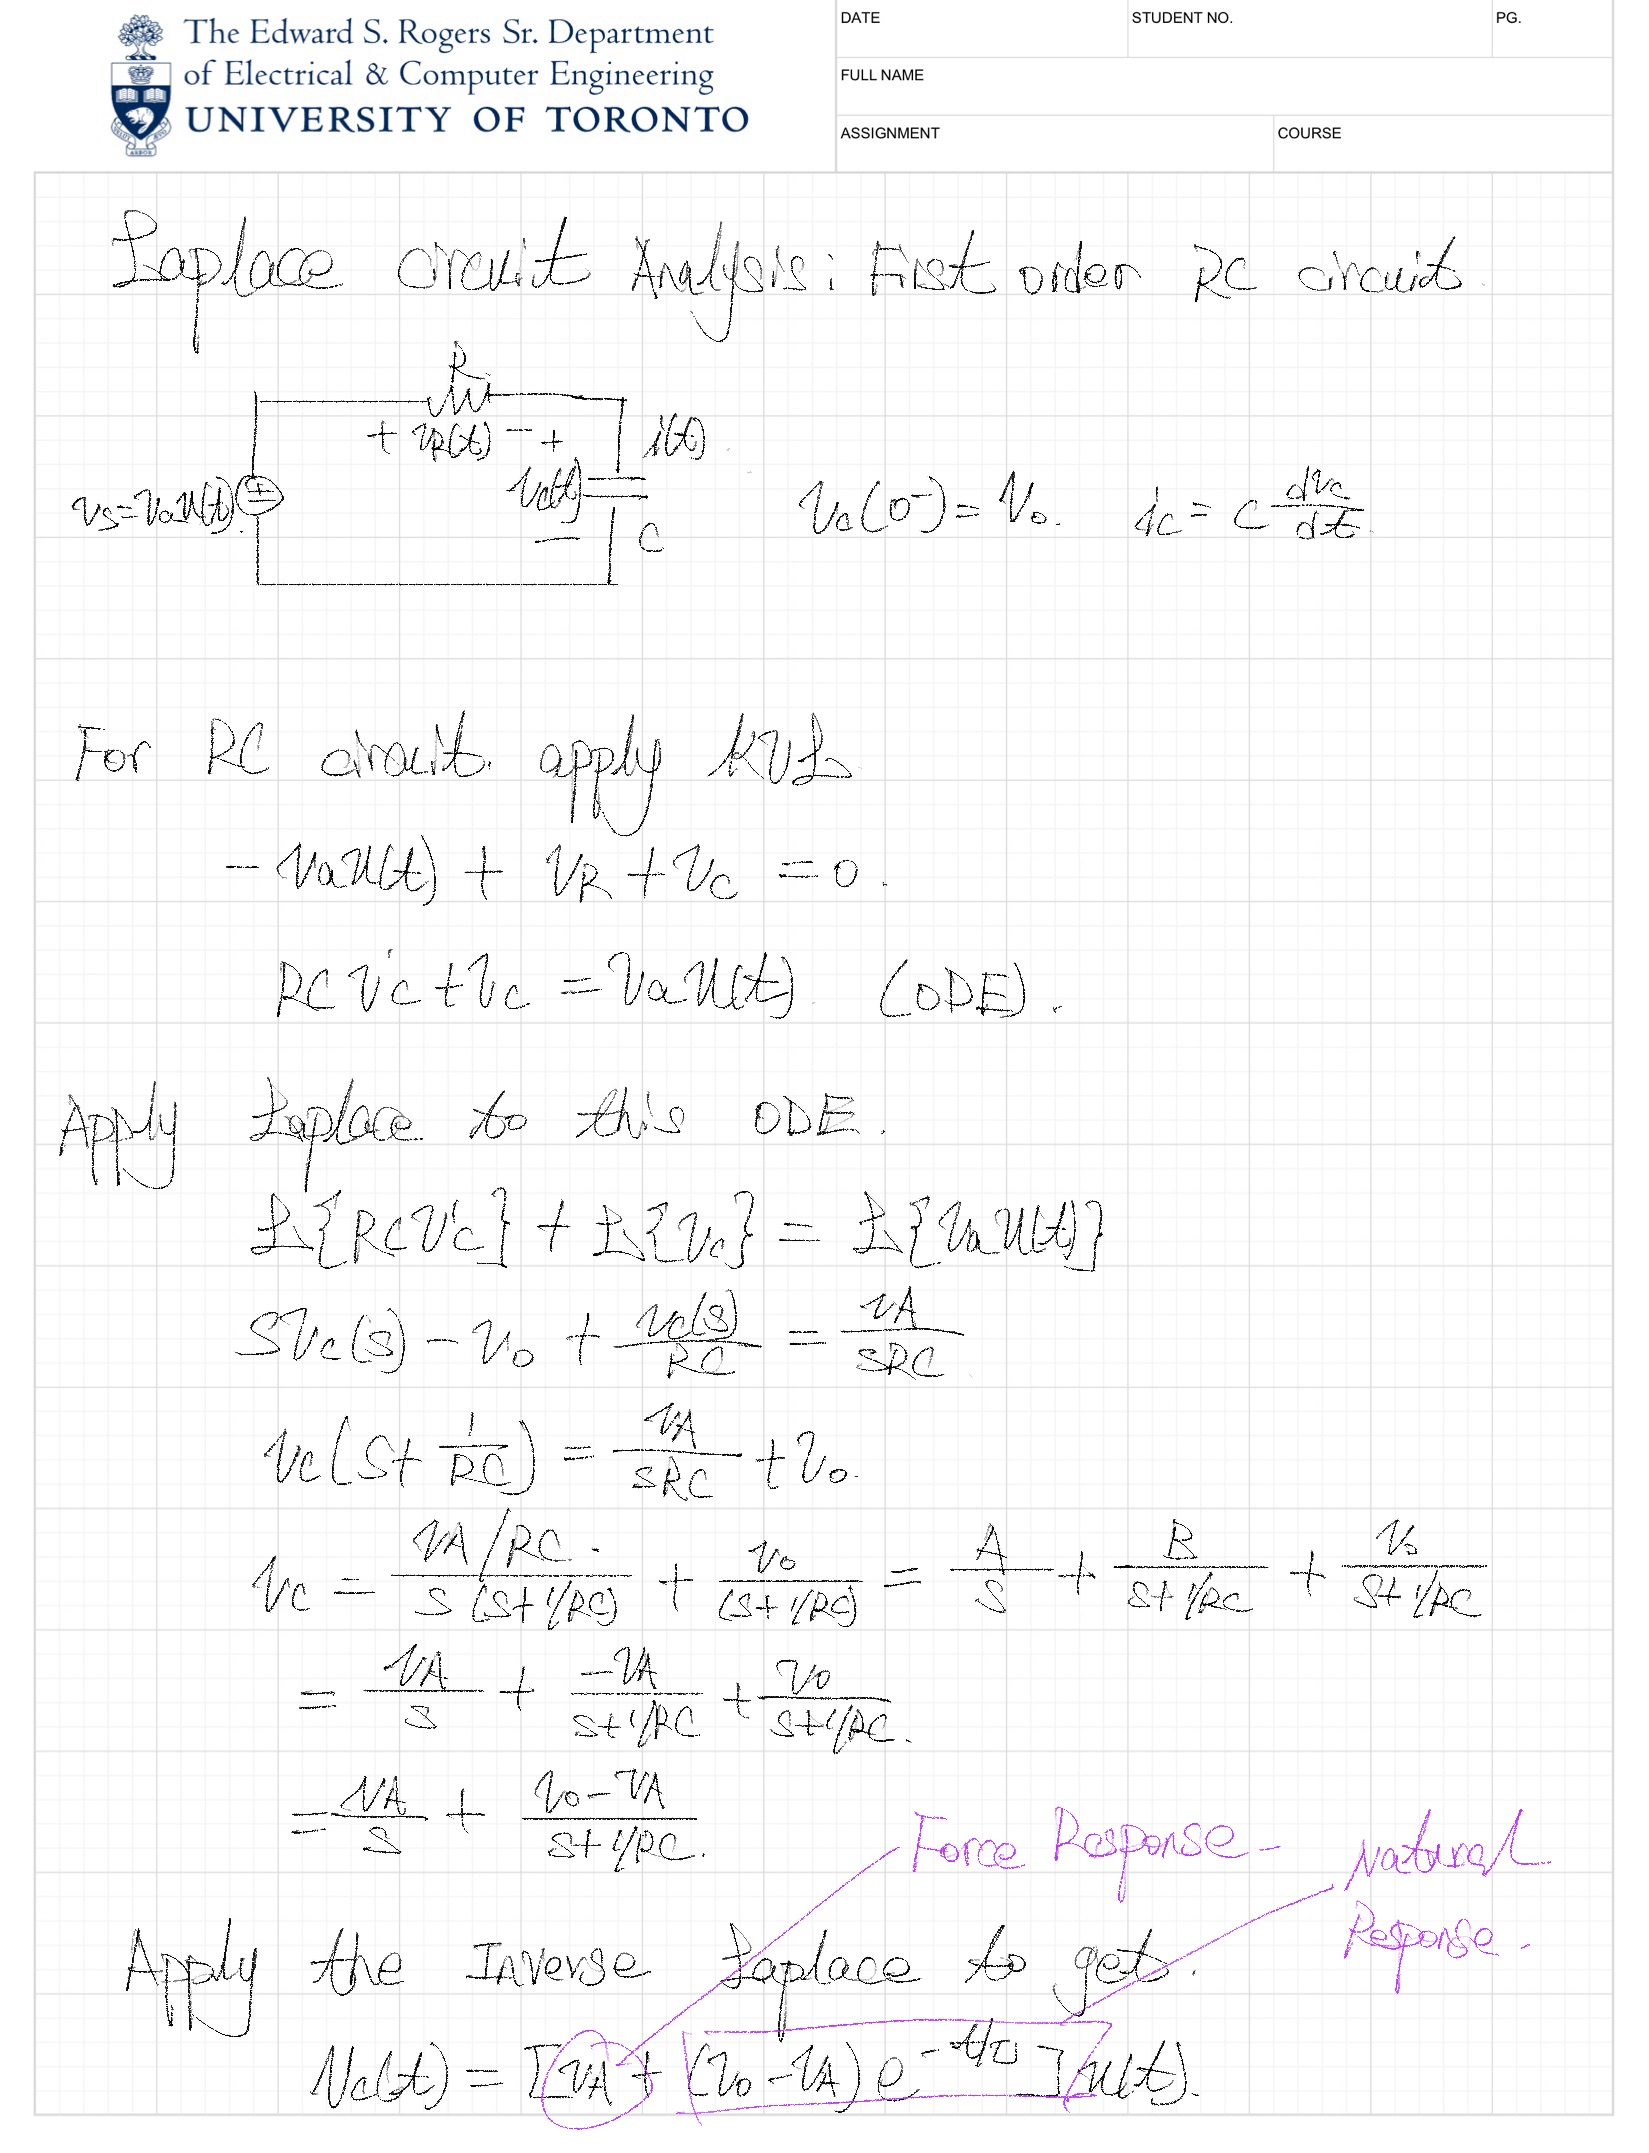 The Edward S. Rogers Sr. Department
of Electrical & Computer Engineering
UNIVERSITY OF TORONTO
DATE
STUDENT NO.
PG.
FULL NAME
ASSIGNMENT
COURSE
Laplace circuit Analysis: First order RC circuit.
R
+ vR(t) - +
i(t)
vs=VaU(t)
Vc(t)
- C
Vc(0⁻) = V₀. ic = C dvc/dt.
For RC circuit. apply KVL
- VaU(t) + VR + VC = 0.
RC V̇c + Vc = VaU(t) (ODE).
Apply Laplace to this ODE.
ℒ{RCV̇c} + ℒ{Vc} = ℒ{VaU(t)}
SVc(s) - V₀ + Vc(s)/RC = VA/SRC
Vc(S + 1/RC) = VA/SRC + V₀.
Vc = (VA/RC)/(S(S+1/RC)) + V₀/(S+1/RC) = A/S + B/(S+1/RC) + V₀/(S+1/RC)
= VA/S + -VA/(S+1/RC) + V₀/(S+1/RC).
= VA/S + (V₀-VA)/(S+1/RC).
Force Response -
Natural
Response.
Apply the Inverse Laplace to get.
Vc(t) = [VA + (V₀-VA) e^(-t/τ)] u(t).